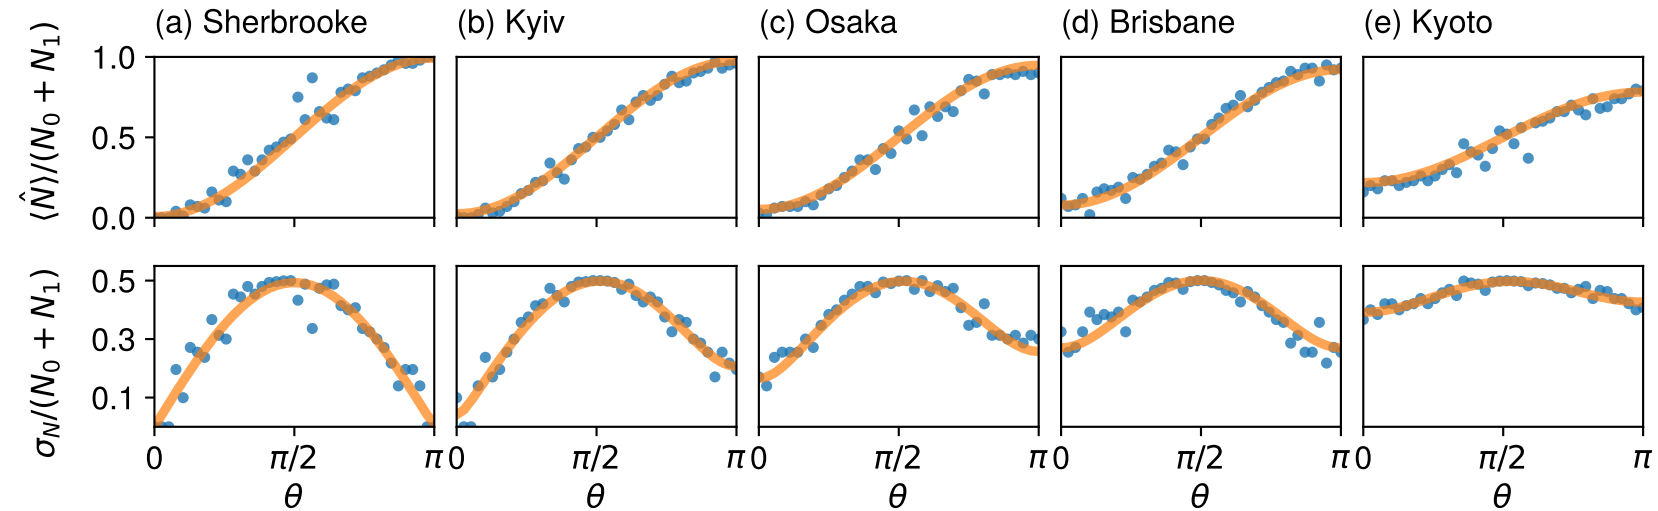 (a) Sherbrooke (b) Kyiv (c) Osaka (d) Brisbane (e) Kyoto
⟨N̂⟩/(N₀ + N₁)
1.0
0.5
0.0
σ_N/(N₀ + N₁)
0.5
0.3
0.1
0 π/2 π 0 π/2 π 0 π/2 π 0 π/2 π 0 π/2 π
θ θ θ θ θ